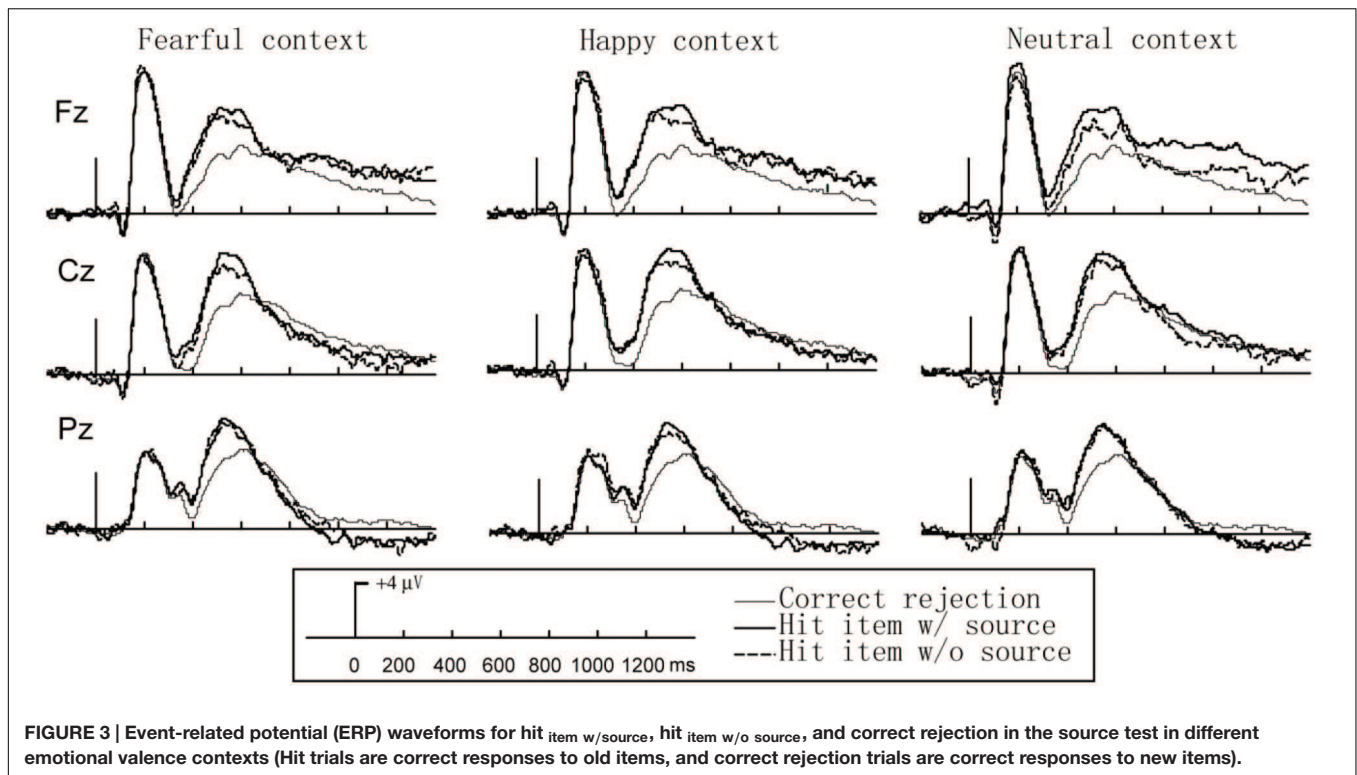 Fearful context
Happy context
Neutral context
Fz
Cz
Pz
+4 μV
0 200 400 600 800 1000 1200 ms
Correct rejection
Hit item w/ source
Hit item w/o source
FIGURE 3 | Event-related potential (ERP) waveforms for hit item w/source, hit item w/o source, and correct rejection in the source test in different
emotional valence contexts (Hit trials are correct responses to old items, and correct rejection trials are correct responses to new items).